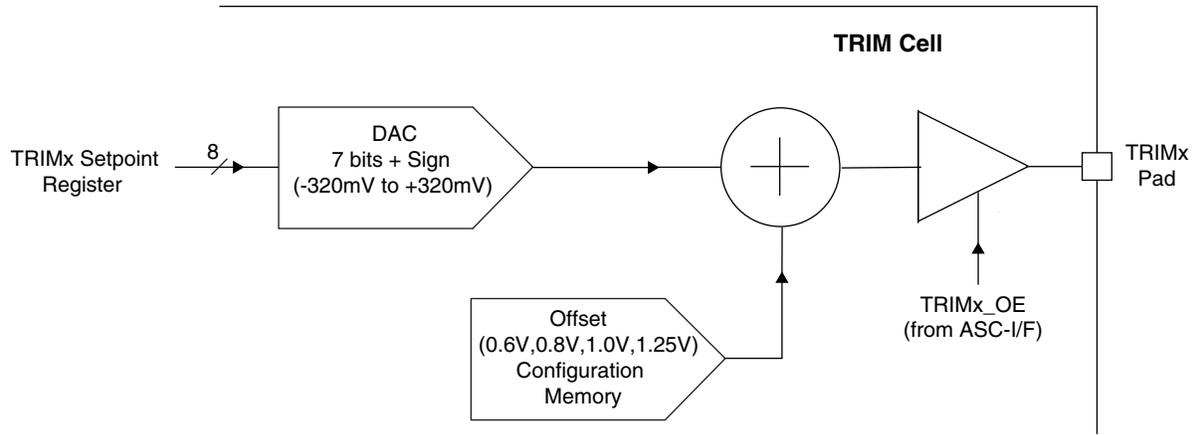 TRIM Cell
TRIMx Setpoint
Register
8
DAC
7 bits + Sign
(-320mV to +320mV)
TRIMx
Pad
TRIMx_OE
(from ASC-I/F)
Offset
(0.6V,0.8V,1.0V,1.25V)
Configuration
Memory